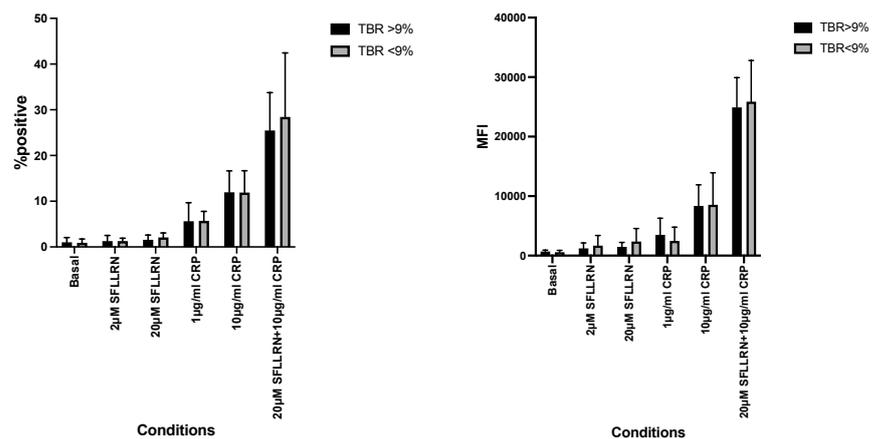 50
40
30
20
10
0
%positive
TBR >9%
TBR <9%
Basal
2μM SFLLRN
20μM SFLLRN
1μg/ml CRP
10μg/ml CRP
20μM SFLLRN+10μg/ml CRP
Conditions
40000
30000
20000
10000
0
MFI
TBR>9%
TBR<9%
Basal
2μM SFLLRN
20μM SFLLRN
1μg/ml CRP
10μg/ml CRP
20μM SFLLRN+10μg/ml CRP
Conditions